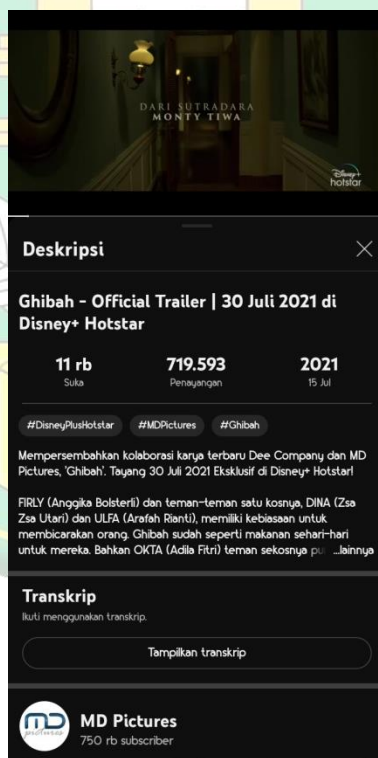 DARI SUTRADARA
MONTY TIWA
Disney+
hotstar
Deskripsi
Ghibah - Official Trailer | 30 Juli 2021 di
Disney+ Hotstar
11 rb
Suka
719.593
Penayangan
2021
15 Jul
#DisneyPlusHotstar #MDPictures #Ghibah
Mempersembahkan kolaborasi karya terbaru Dee Company dan MD
Pictures, 'Ghibah'. Tayang 30 Juli 2021 Eksklusif di Disney+ Hotstar!
FIRLY (Anggika Bolsterli) dan teman-teman satu kosnya, DINA (Zsa
Zsa Utari) dan ULFA (Arafah Rianti), memiliki kebiasaan untuk
membicarakan orang. Ghibah sudah seperti makanan sehari-hari
untuk mereka. Bahkan OKTA (Adila Fitri) teman sekosnya pu ...lainnya
Transkrip
Ikuti menggunakan transkrip.
Tampilkan transkrip
MD
pictures
MD Pictures
750 rb subscriber